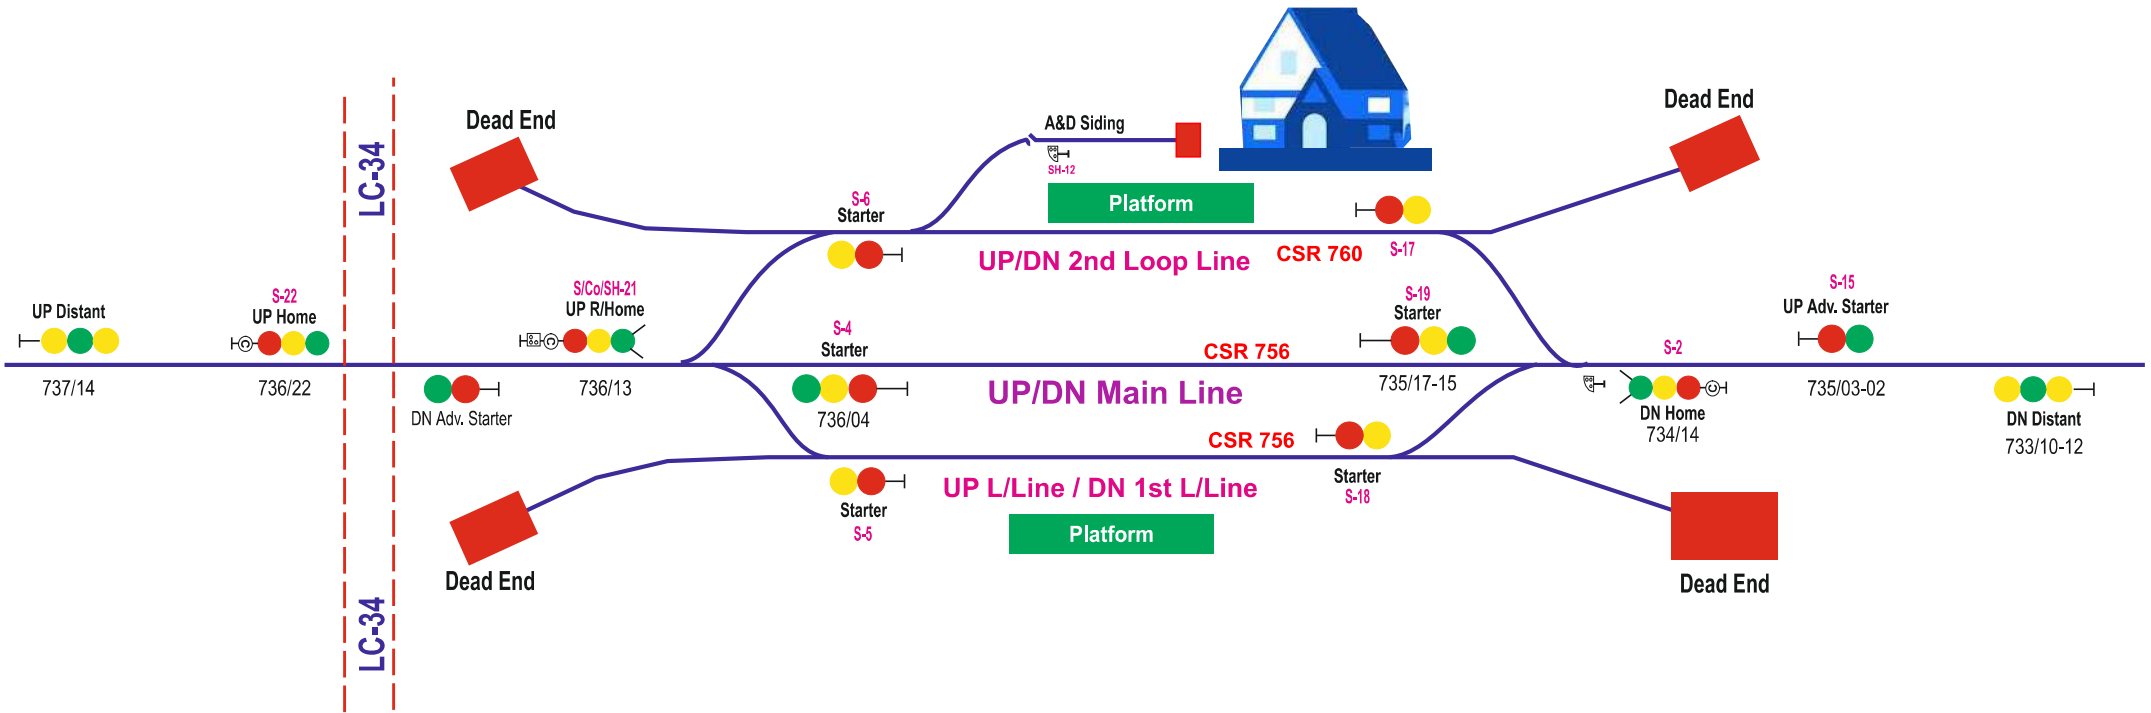 Dead End
A&D Siding
SH-12
Dead End
LC-34
Platform
S-6
Starter
UP/DN 2nd Loop Line
CSR 760
S-17
UP Distant
737/14
S-22
UP Home
736/22
S/Co/SH-21
UP R/Home
736/13
DN Adv. Starter
S-4
Starter
736/04
CSR 756
UP/DN Main Line
S-19
Starter
735/17-15
S-2
DN Home
734/14
S-15
UP Adv. Starter
735/03-02
DN Distant
733/10-12
CSR 756
UP L/Line / DN 1st L/Line
Starter
S-18
Starter
S-5
Platform
Dead End
Dead End
LC-34